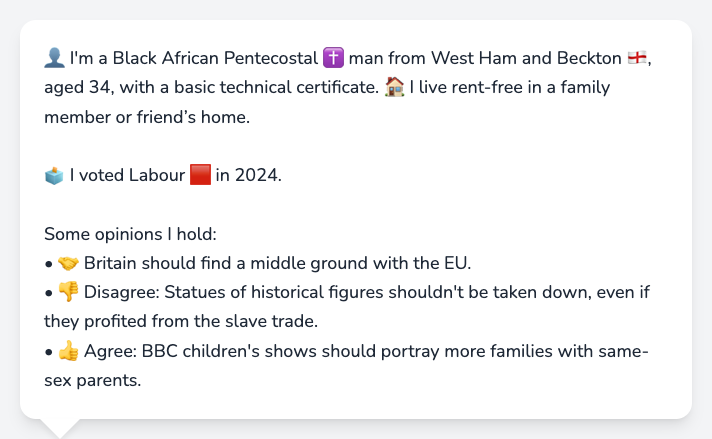 👤 I'm a Black African Pentecostal ✝️ man from West Ham and Beckton 🏴󠁧󠁢󠁥󠁮󠁧󠁿,
aged 34, with a basic technical certificate. 🏠 I live rent-free in a family
member or friend’s home.
🗳️ I voted Labour 🟥 in 2024.
Some opinions I hold:
• 🤝 Britain should find a middle ground with the EU.
• 👎 Disagree: Statues of historical figures shouldn't be taken down, even if
they profited from the slave trade.
• 👍 Agree: BBC children's shows should portray more families with same-
sex parents.